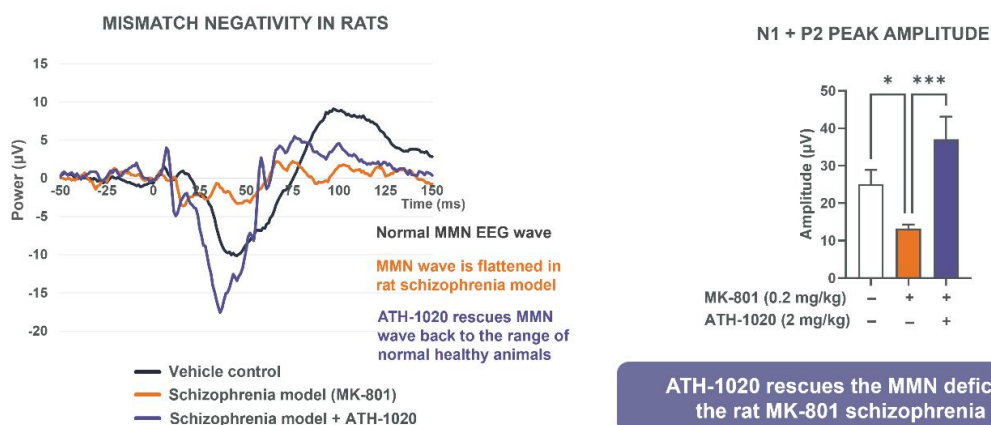 MISMATCH NEGATIVITY IN RATS
15
10
5
0
-5
-10
-15
-20
Power (µV)
-50
-25
0
25
50
75
100
125
150
Time (ms)
Normal MMN EEG wave
MMN wave is flattened in
rat schizophrenia model
ATH-1020 rescues MMN
wave back to the range of
normal healthy animals
Vehicle control
Schizophrenia model (MK-801)
Schizophrenia model + ATH-1020
N1 + P2 PEAK AMPLITUDE
* ***
50
40
30
20
10
0
Amplitude (µV)
MK-801 (0.2 mg/kg) – + +
ATH-1020 (2 mg/kg) – – +
ATH-1020 rescues the MMN defic
the rat MK-801 schizophrenia